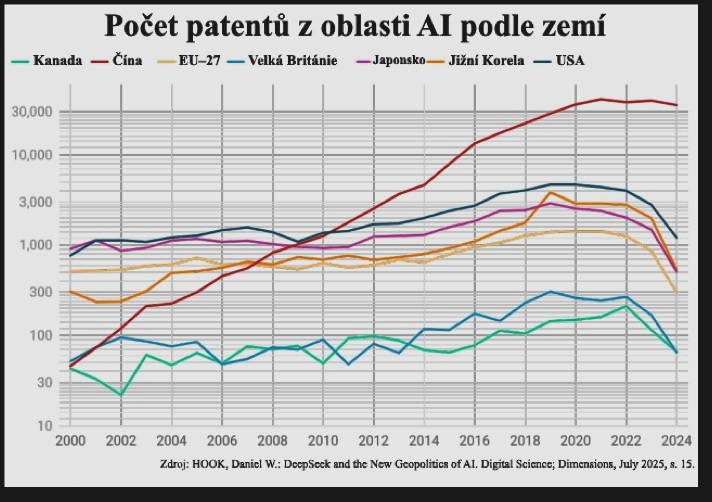 Počet patentů z oblasti AI podle zemí
Kanada Čína EU–27 Velká Británie Japonsko Jižní Korela USA
30,000
10,000
3,000
1,000
300
100
30
10
2000 2002 2004 2006 2008 2010 2012 2014 2016 2018 2020 2022 2024
Zdroj: HOOK, Daniel W.: DeepSeek and the New Geopolitics of AI. Digital Science; Dimensions, July 2025, s. 15.